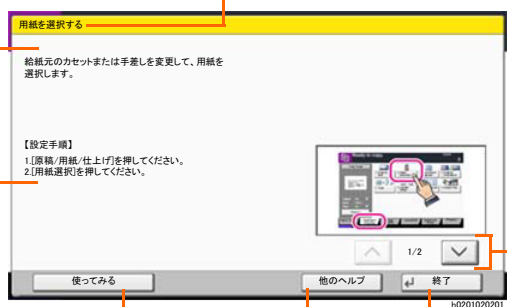 用紙を選択する
給紙元のカセットまたは手差しを変更して、用紙を
選択します。
【設定手順】
1.[原稿/用紙/仕上げ]を押してください。
2.[用紙選択]を押してください。
Ready to copy.
1/2
使ってみる
他のヘルプ
終了
h0201020201